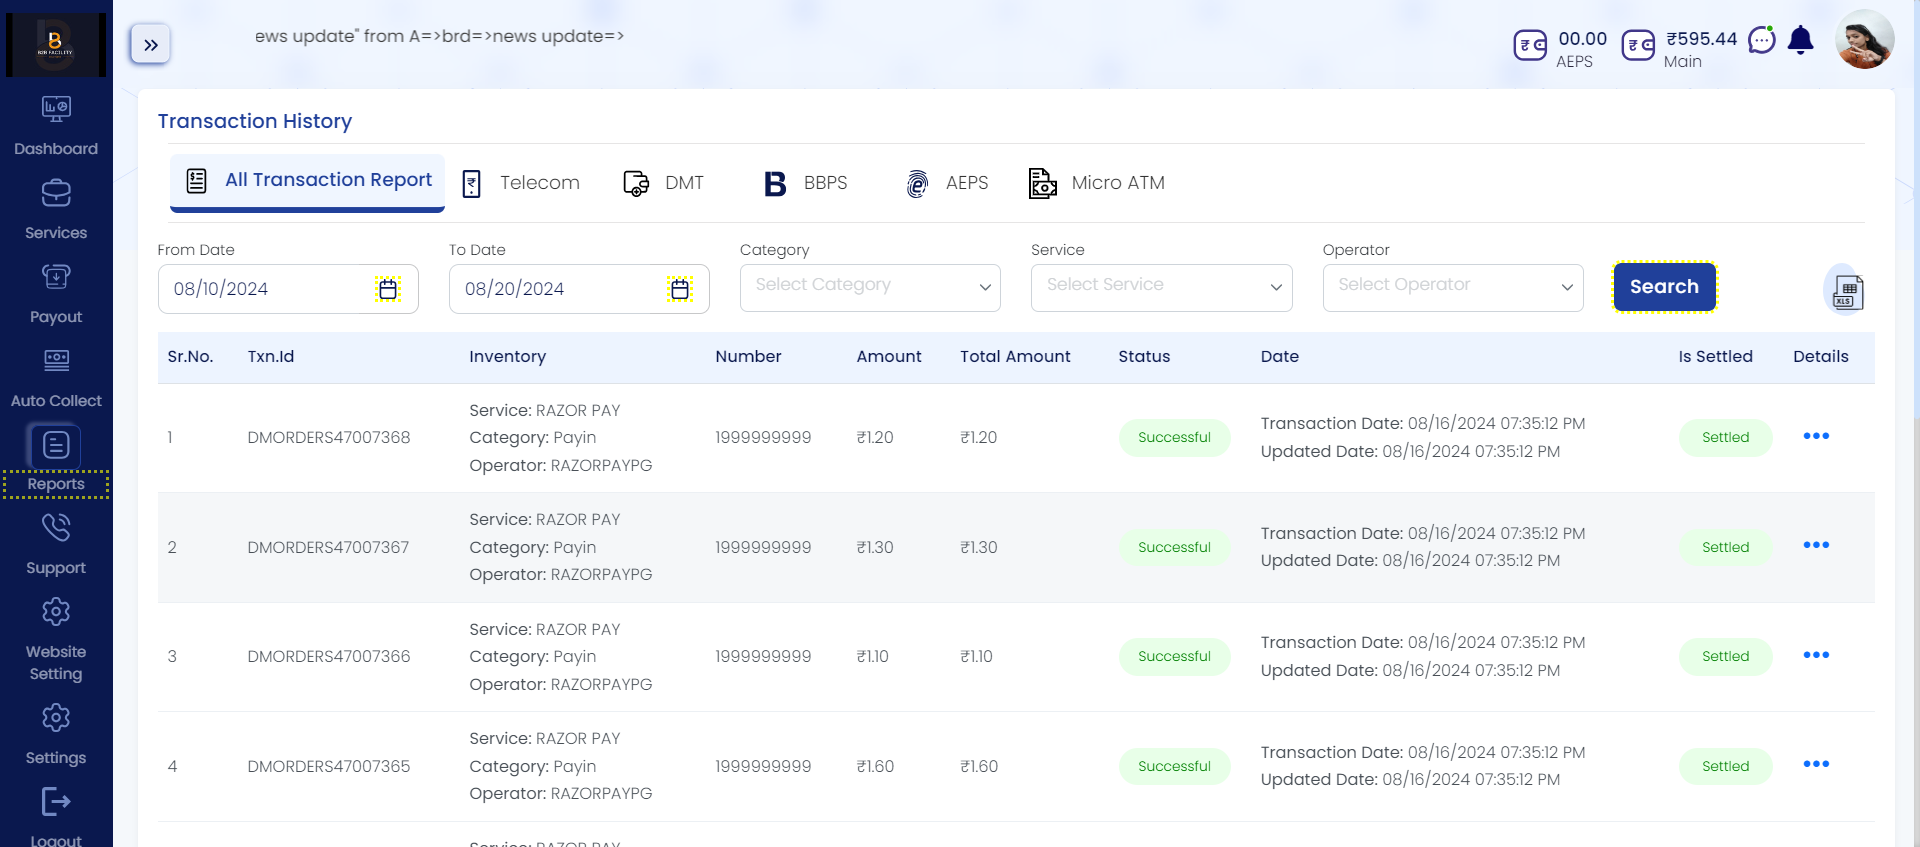 B2B FACILITY
ews update" from A=>brd=>news update=>
₹ 00.00
AEPS
₹ ₹595.44
Main
Dashboard
Services
Payout
Auto Collect
Reports
Support
Website
Setting
Settings
Logout
Transaction History
All Transaction Report
Telecom
DMT
BBPS
AEPS
Micro ATM
From Date
To Date
Category
Service
Operator
08/10/2024
08/20/2024
Select Category
Select Service
Select Operator
Search
XLS
Sr.No. Txn.Id Inventory Number Amount Total Amount Status Date Is Settled Details
Service: RAZOR PAY
1 DMORDERS47007368 Category: Payin 1999999999 ₹1.20 ₹1.20 Successful Transaction Date: 08/16/2024 07:35:12 PM Settled
Operator: RAZORPAYPG Updated Date: 08/16/2024 07:35:12 PM
Service: RAZOR PAY
2 DMORDERS47007367 Category: Payin 1999999999 ₹1.30 ₹1.30 Successful Transaction Date: 08/16/2024 07:35:12 PM Settled
Operator: RAZORPAYPG Updated Date: 08/16/2024 07:35:12 PM
Service: RAZOR PAY
3 DMORDERS47007366 Category: Payin 1999999999 ₹1.10 ₹1.10 Successful Transaction Date: 08/16/2024 07:35:12 PM Settled
Operator: RAZORPAYPG Updated Date: 08/16/2024 07:35:12 PM
Service: RAZOR PAY
4 DMORDERS47007365 Category: Payin 1999999999 ₹1.60 ₹1.60 Successful Transaction Date: 08/16/2024 07:35:12 PM Settled
Operator: RAZORPAYPG Updated Date: 08/16/2024 07:35:12 PM
Service: RAZOR PAY